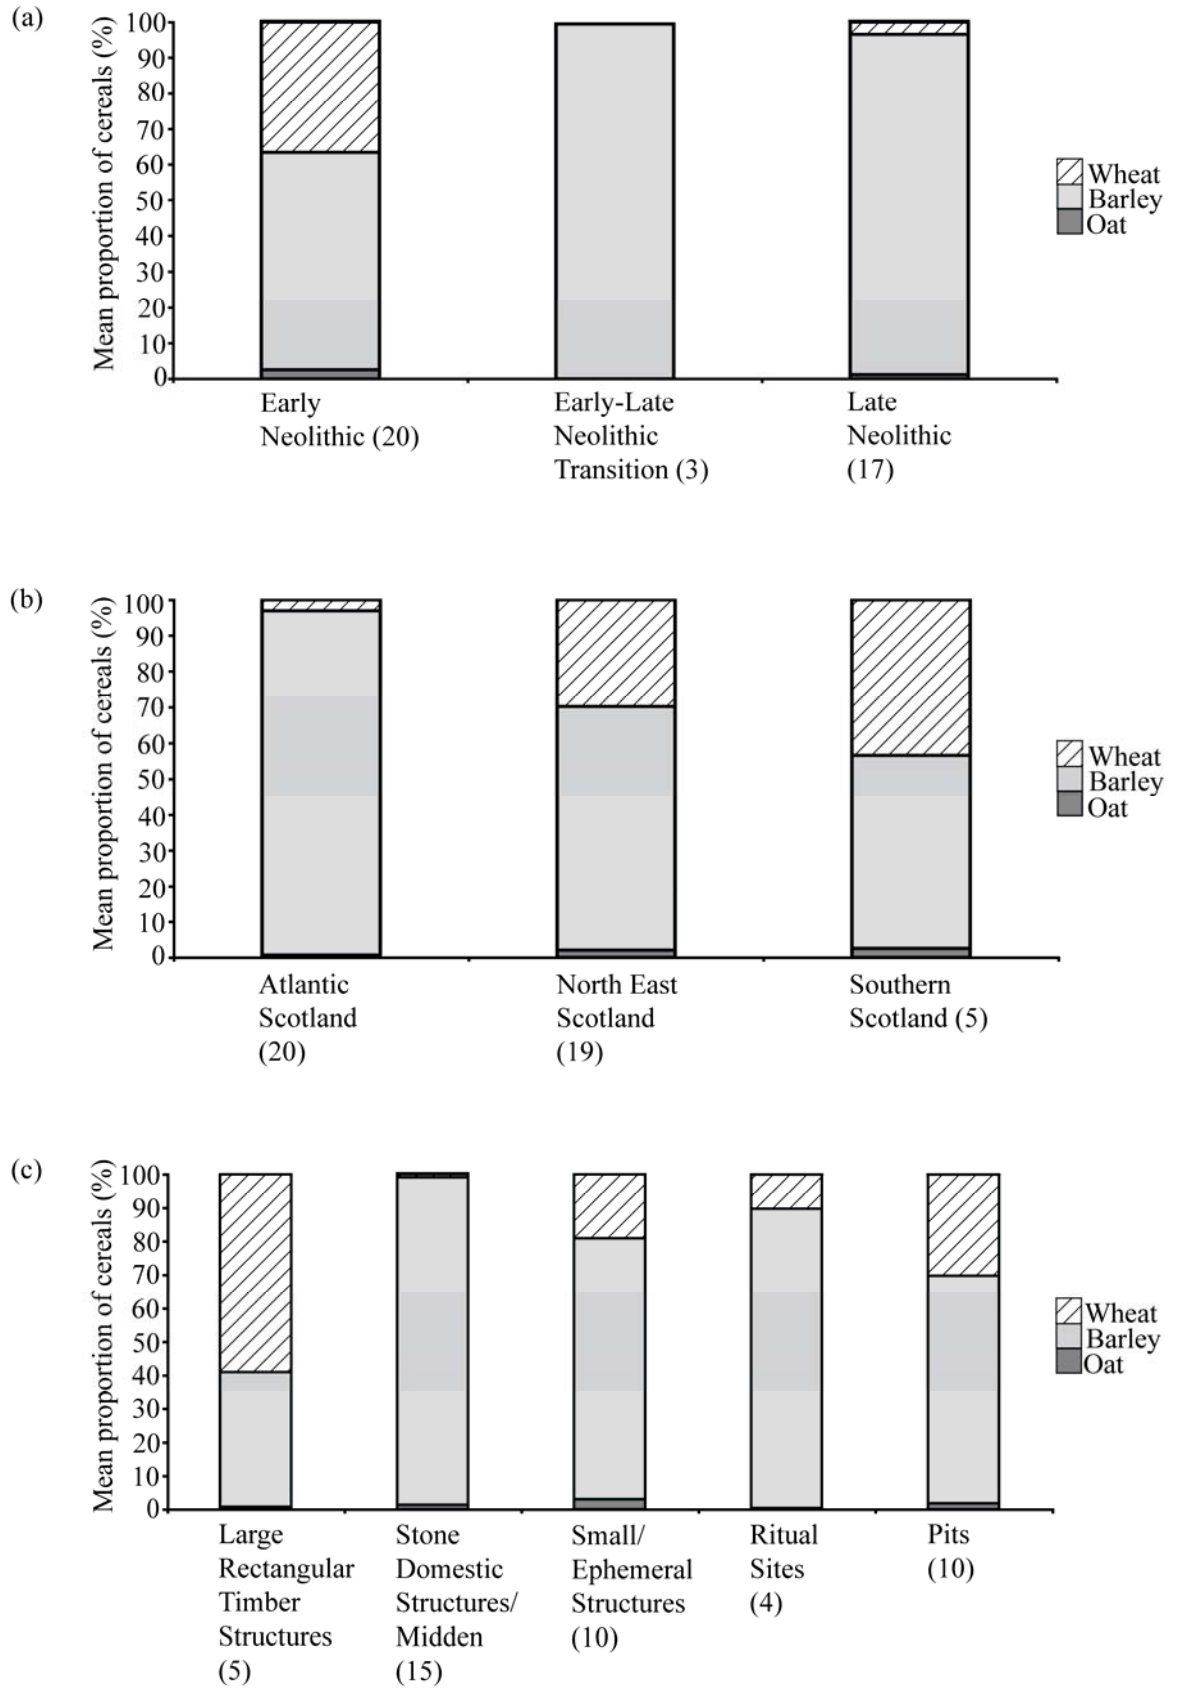 (a)
Mean proportion of cereals (%)
100
90
80
70
60
50
40
30
20
10
0
Early
Neolithic (20)
Early-Late
Neolithic
Transition (3)
Late
Neolithic
(17)
Wheat
Barley
Oat
(b)
Mean proportion of cereals (%)
100
90
80
70
60
50
40
30
20
10
0
Atlantic
Scotland
(20)
North East
Scotland
(19)
Southern
Scotland (5)
Wheat
Barley
Oat
(c)
Mean proportion of cereals (%)
100
90
80
70
60
50
40
30
20
10
0
Large
Rectangular
Timber
Structures
(5)
Stone
Domestic
Structures/
Midden
(15)
Small/
Ephemeral
Structures
(10)
Ritual
Sites
(4)
Pits
(10)
Wheat
Barley
Oat